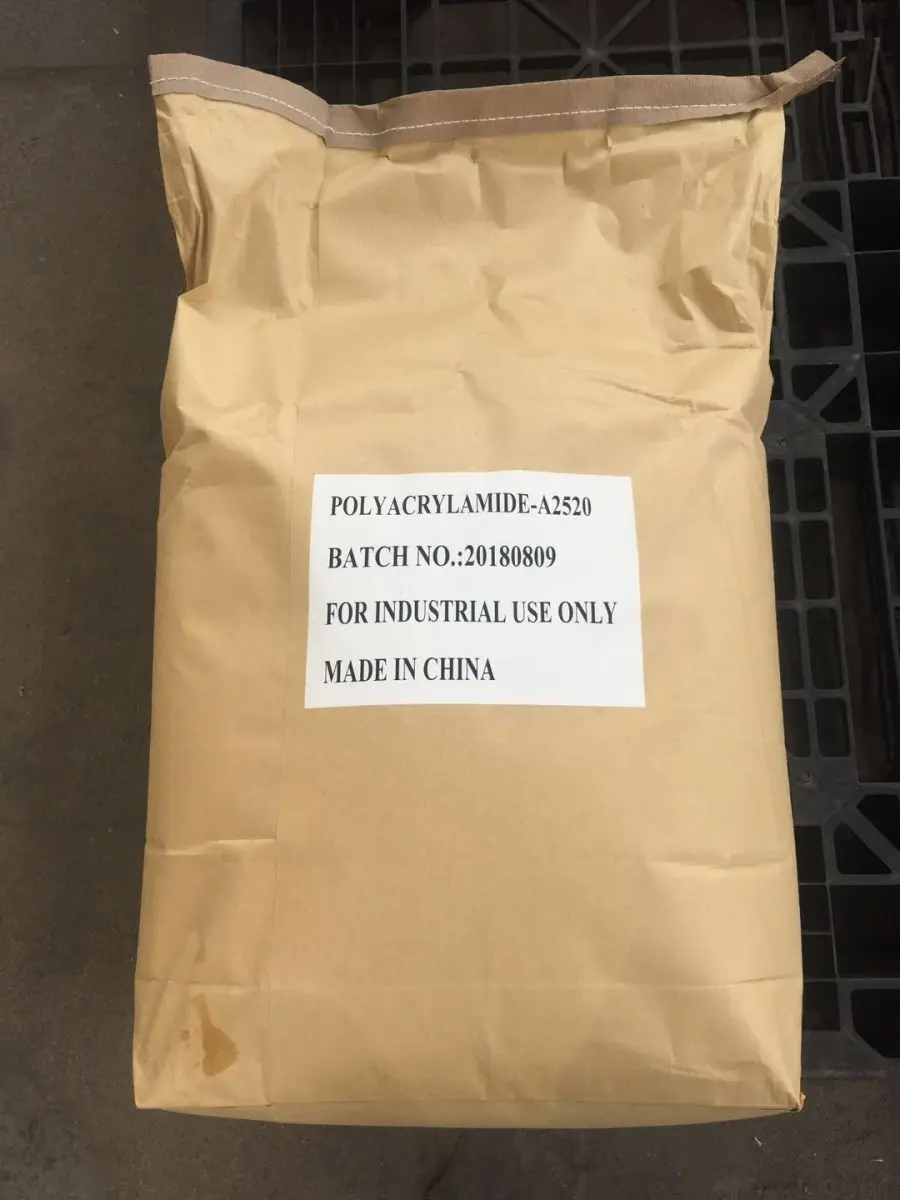 POLYACRYLAMIDE-A2520
BATCH NO.:20180809
FOR INDUSTRIAL USE ONLY
MADE IN CHINA